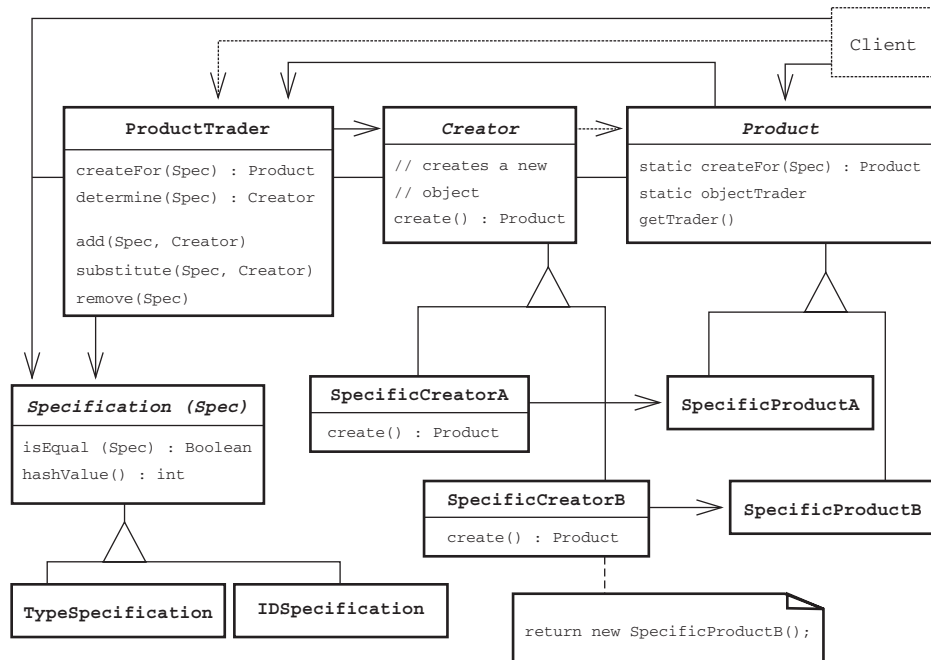 Client
ProductTrader
createFor(Spec) : Product
determine(Spec) : Creator
add(Spec, Creator)
substitute(Spec, Creator)
remove(Spec)
Creator
// creates a new
// object
create() : Product
Product
static createFor(Spec) : Product
static objectTrader
getTrader()
Specification (Spec)
isEqual (Spec) : Boolean
hashValue() : int
SpecificCreatorA
create() : Product
SpecificProductA
SpecificCreatorB
create() : Product
SpecificProductB
TypeSpecification
IDSpecification
return new SpecificProductB();